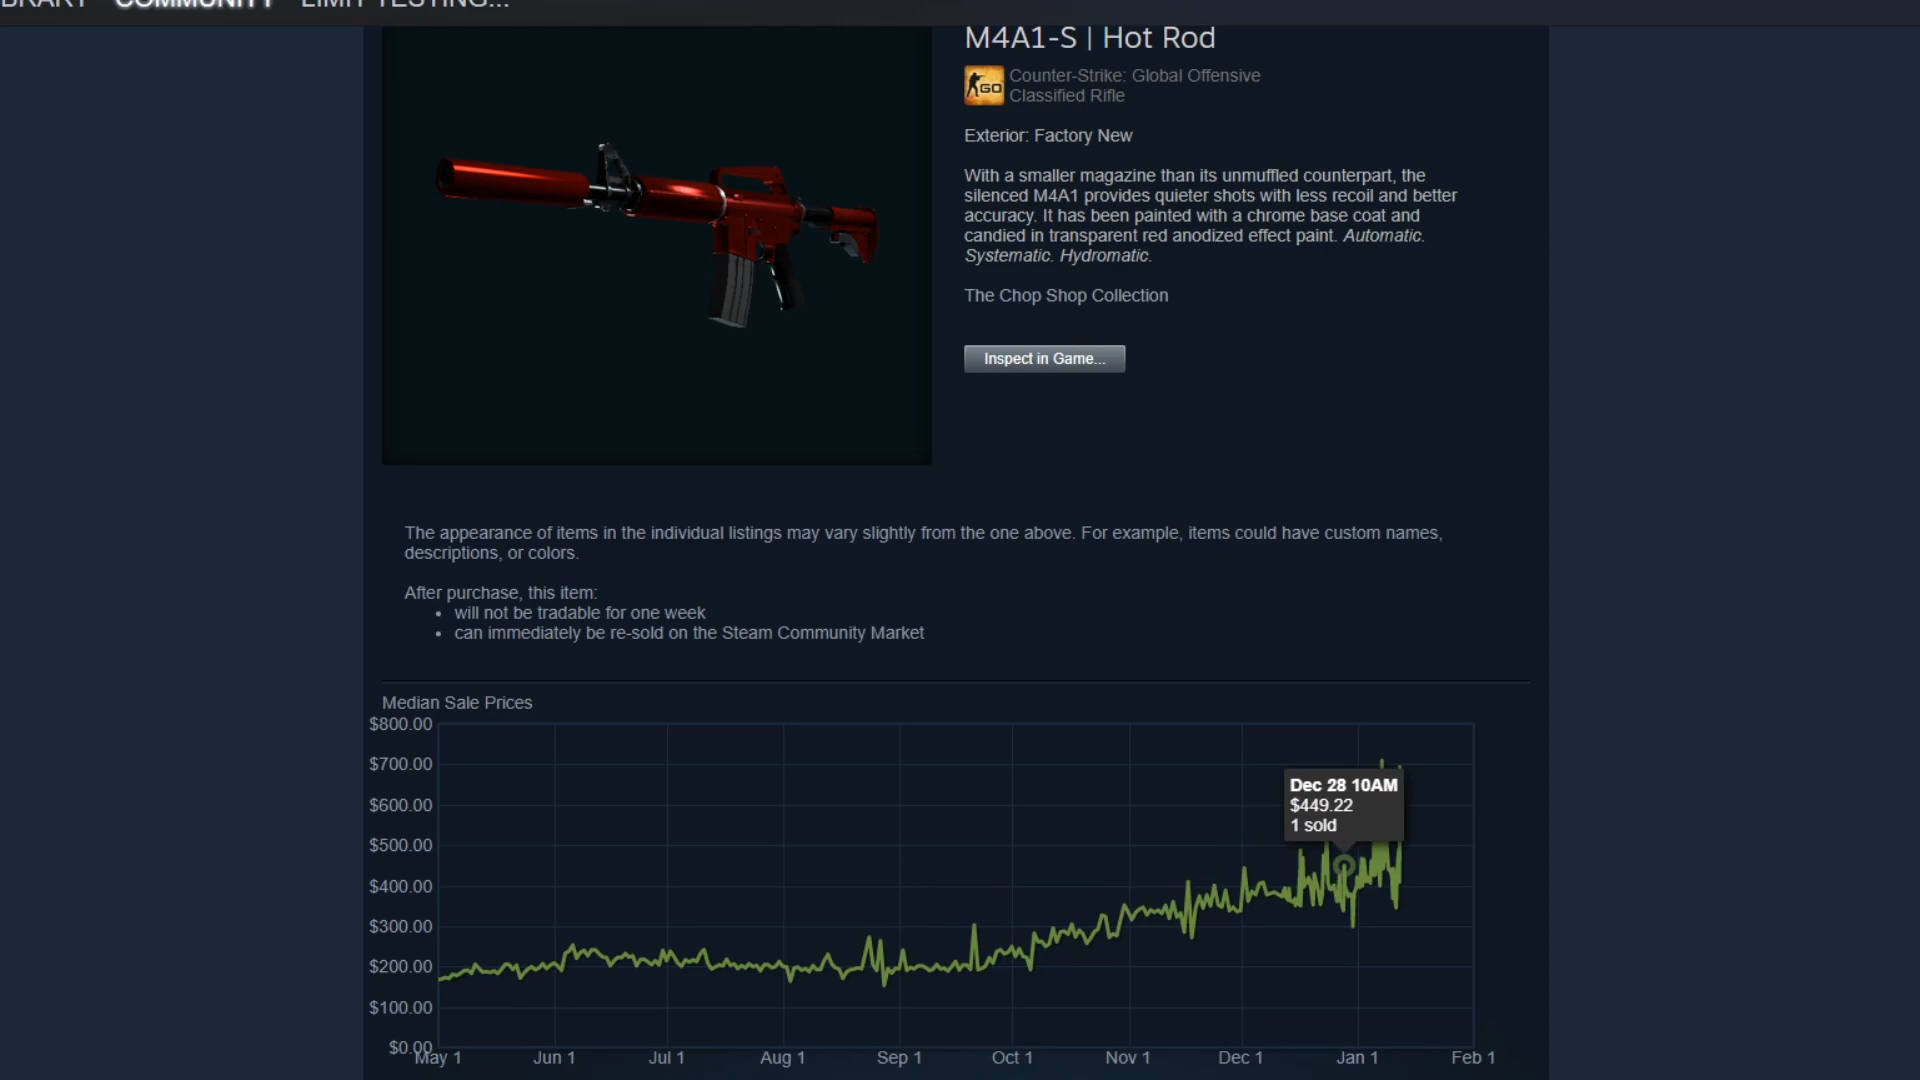 BRARY COMMUNITY LIMIT TESTING...
M4A1-S | Hot Rod
GO
Counter-Strike: Global Offensive
Classified Rifle
Exterior: Factory New
With a smaller magazine than its unmuffled counterpart, the
silenced M4A1 provides quieter shots with less recoil and better
accuracy. It has been painted with a chrome base coat and
candied in transparent red anodized effect paint. Automatic.
Systematic. Hydromatic.
The Chop Shop Collection
Inspect in Game...
The appearance of items in the individual listings may vary slightly from the one above. For example, items could have custom names,
descriptions, or colors.
After purchase, this item:
• will not be tradable for one week
• can immediately be re-sold on the Steam Community Market
Median Sale Prices
$800.00
$700.00
$600.00
$500.00
$400.00
$300.00
$200.00
$100.00
$0.00
Dec 28 10AM
$449.22
1 sold
May 1 Jun 1 Jul 1 Aug 1 Sep 1 Oct 1 Nov 1 Dec 1 Jan 1 Feb 1